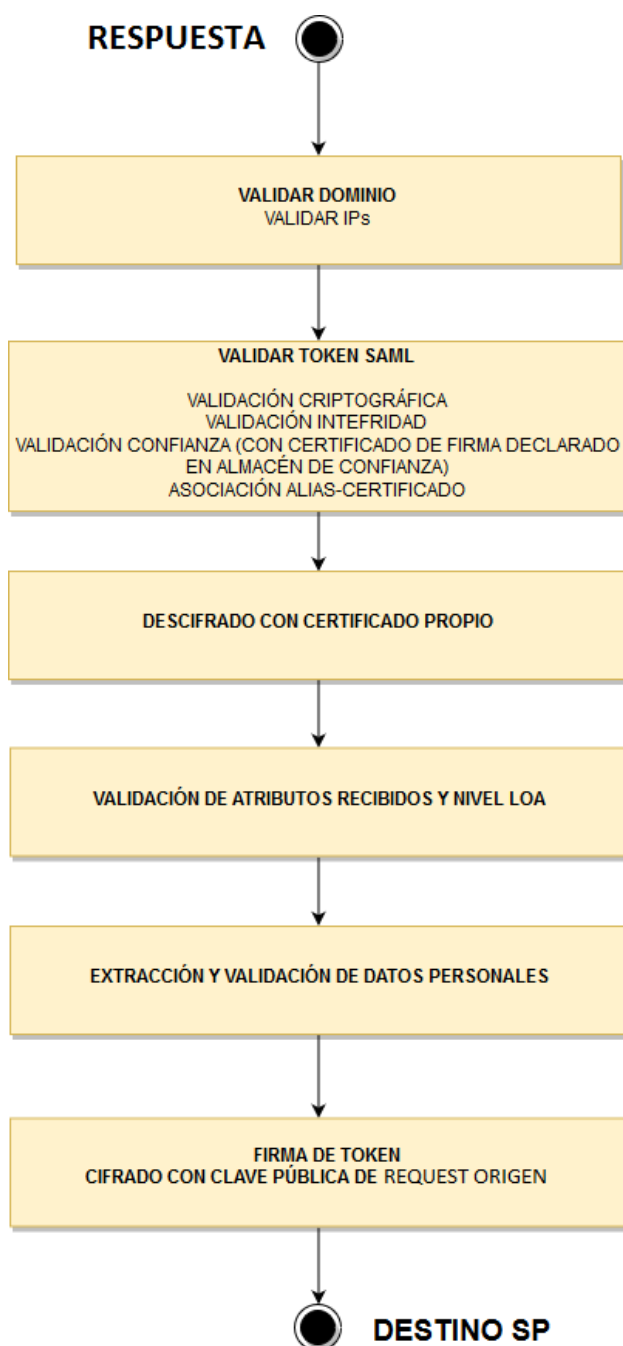 RESPUESTA
VALIDAR DOMINIO
VALIDAR IPs
VALIDAR TOKEN SAML
VALIDACIÓN CRIPTOGRÁFICA
VALIDACIÓN INTEFRIDAD
VALIDACIÓN CONFIANZA (CON CERTIFICADO DE FIRMA DECLARADO
EN ALMACÉN DE CONFIANZA)
ASOCIACIÓN ALIAS-CERTIFICADO
DESCIFRADO CON CERTIFICADO PROPIO
VALIDACIÓN DE ATRIBUTOS RECIBIDOS Y NIVEL LOA
EXTRACCIÓN Y VALIDACIÓN DE DATOS PERSONALES
FIRMA DE TOKEN
CIFRADO CON CLAVE PÚBLICA DE REQUEST ORIGEN
DESTINO SP